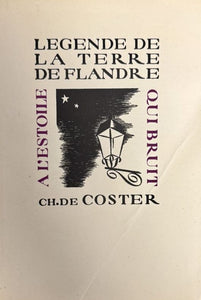 LEGENDE DE
LA TERRE
DE FLANDRE
A L'ESTOILE
QUI BRUIT
CH. DE COSTER